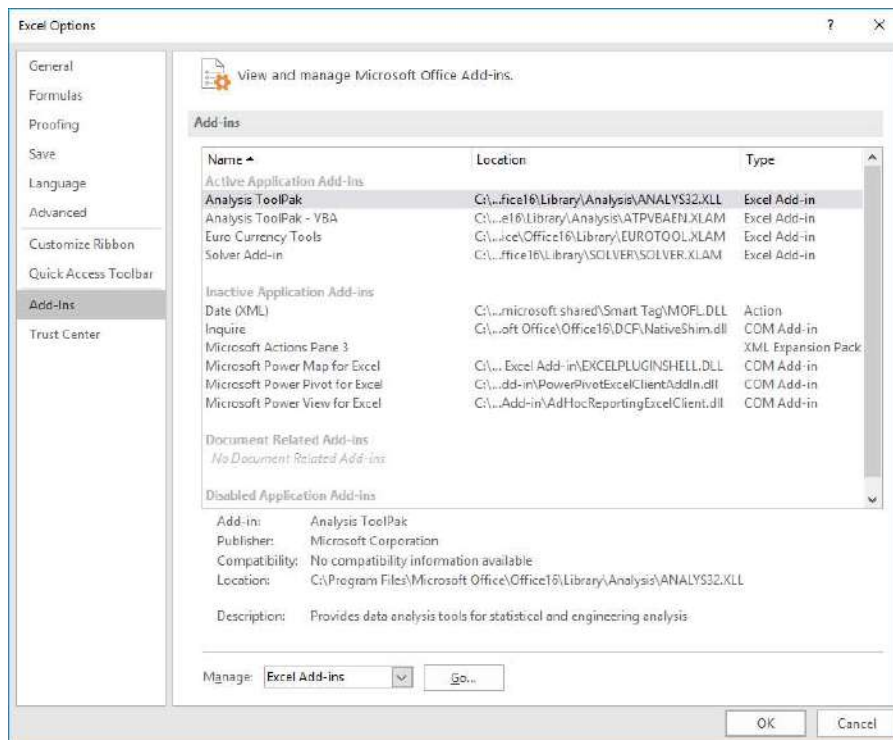 Excel Options ? ×
General
Formulas
Proofing
Save
Language
Advanced
Customize Ribbon
Quick Access Toolbar
Add-Ins
Trust Center
View and manage Microsoft Office Add-ins.
Add-ins
Name Location Type
Active Application Add-ins
Analysis ToolPak C:\...fice16\Library\Analysis\ANALYS32.XLL Excel Add-in
Analysis ToolPak - VBA C:\...e16\Library\Analysis\ATPVBAEN.XLAM Excel Add-in
Euro Currency Tools C:\...ice\Office16\Library\EUROTOOL.XLAM Excel Add-in
Solver Add-in C:\...ffice16\Library\SOLVER\SOLVER.XLAM Excel Add-in
Inactive Application Add-ins
Date (XML) C:\...microsoft shared\Smart Tag\MOFL.DLL Action
Inquire C:\...oft Office\Office16\DCF\NativeShim.dll COM Add-in
Microsoft Actions Pane 3 XML Expansion Pack
Microsoft Power Map for Excel C:\... Excel Add-in\EXCELPLUGINSHELL.DLL COM Add-in
Microsoft Power Pivot for Excel C:\...dd-in\PowerPivotExcelClientAddIn.dll COM Add-in
Microsoft Power View for Excel C:\...Add-in\AdHocReportingExcelClient.dll COM Add-in
Document Related Add-ins
No Document Related Add-ins
Disabled Application Add-ins
Add-in: Analysis ToolPak
Publisher: Microsoft Corporation
Compatibility: No compatibility information available
Location: C:\Program Files\Microsoft Office\Office16\Library\Analysis\ANALYS32.XLL
Description: Provides data analysis tools for statistical and engineering analysis
Manage: Excel Add-ins Go...
OK Cancel